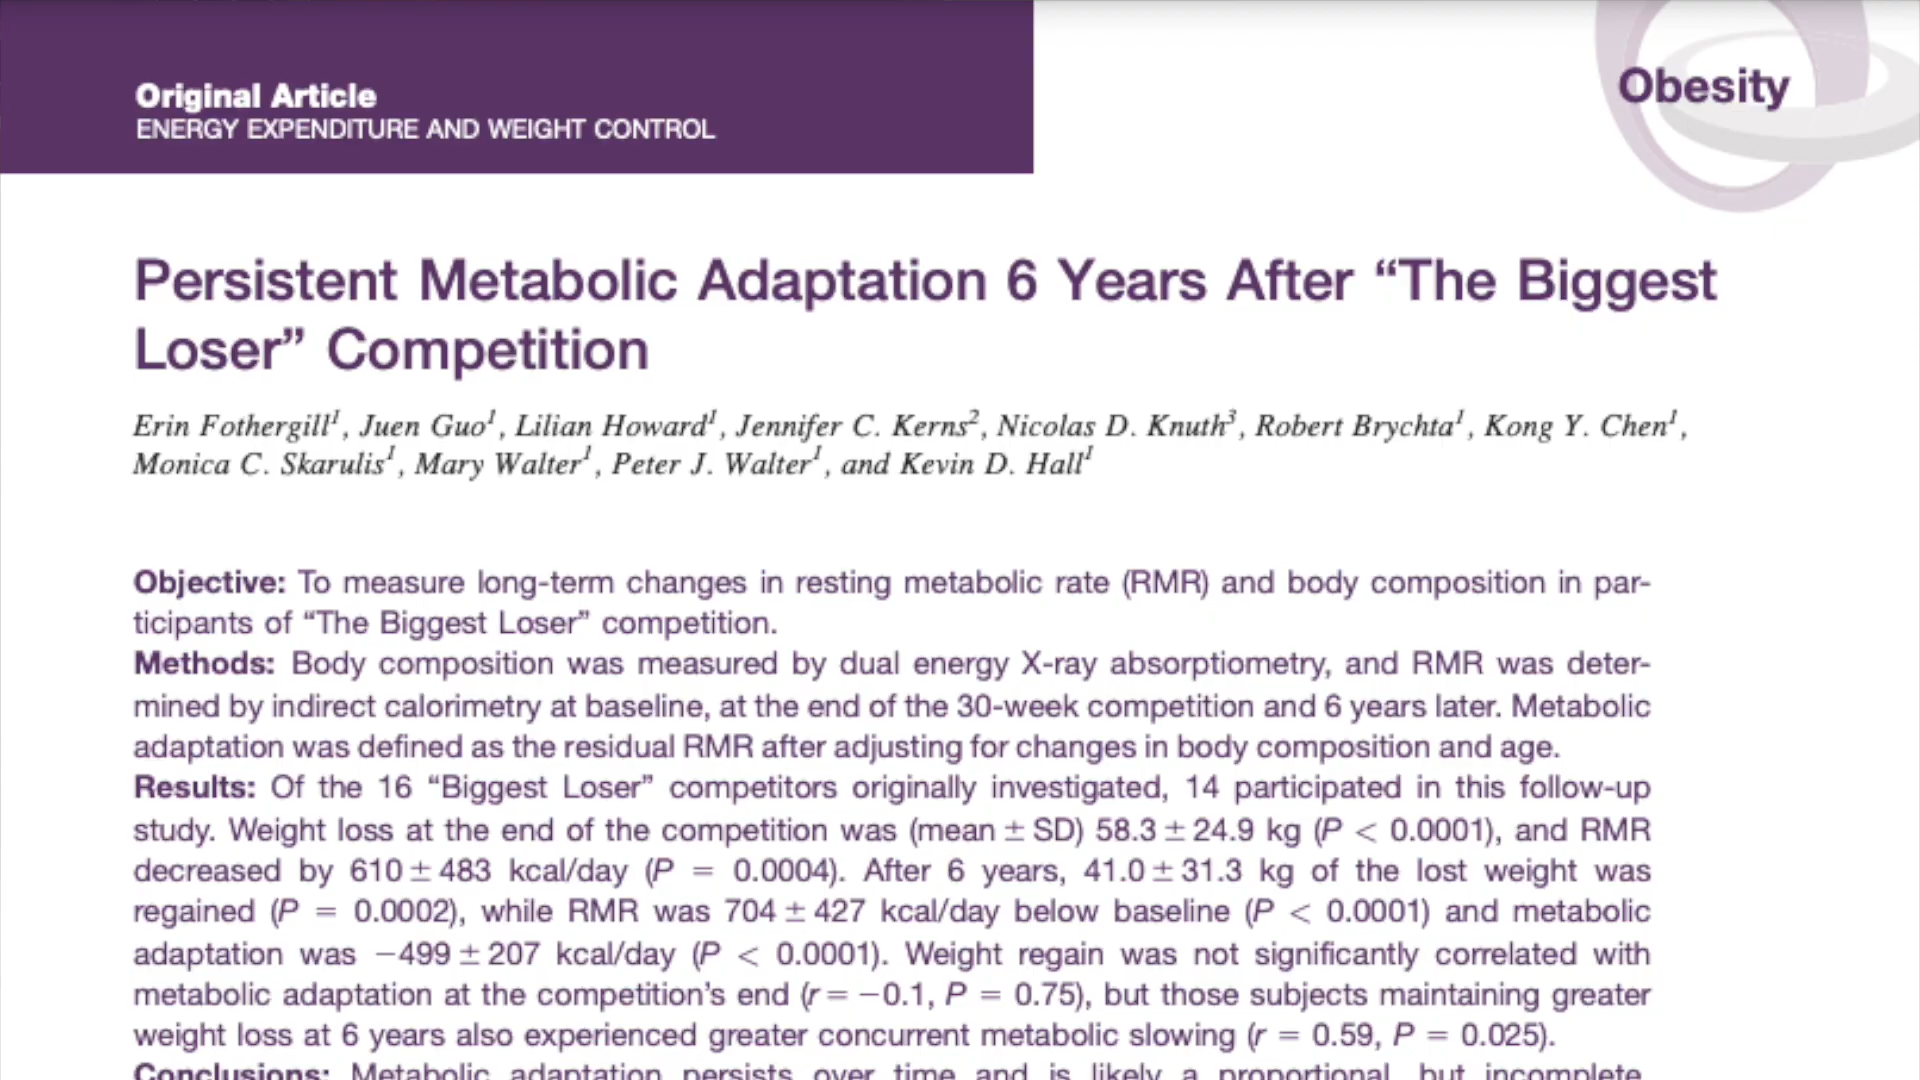 Original Article
ENERGY EXPENDITURE AND WEIGHT CONTROL
Obesity
Persistent Metabolic Adaptation 6 Years After “The Biggest
Loser” Competition
Erin Fothergill1, Juen Guo1, Lilian Howard1, Jennifer C. Kerns2, Nicolas D. Knuth3, Robert Brychta1, Kong Y. Chen1,
Monica C. Skarulis1, Mary Walter1, Peter J. Walter1, and Kevin D. Hall1
Objective: To measure long-term changes in resting metabolic rate (RMR) and body composition in par-
ticipants of “The Biggest Loser” competition.
Methods: Body composition was measured by dual energy X-ray absorptiometry, and RMR was deter-
mined by indirect calorimetry at baseline, at the end of the 30-week competition and 6 years later. Metabolic
adaptation was defined as the residual RMR after adjusting for changes in body composition and age.
Results: Of the 16 “Biggest Loser” competitors originally investigated, 14 participated in this follow-up
study. Weight loss at the end of the competition was (mean ± SD) 58.3 ± 24.9 kg (P < 0.0001), and RMR
decreased by 610 ± 483 kcal/day (P = 0.0004). After 6 years, 41.0 ± 31.3 kg of the lost weight was
regained (P = 0.0002), while RMR was 704 ± 427 kcal/day below baseline (P < 0.0001) and metabolic
adaptation was −499 ± 207 kcal/day (P < 0.0001). Weight regain was not significantly correlated with
metabolic adaptation at the competition’s end (r = −0.1, P = 0.75), but those subjects maintaining greater
weight loss at 6 years also experienced greater concurrent metabolic slowing (r = 0.59, P = 0.025).
Conclusions: Metabolic adaptation persists over time and is likely a proportional, but incomplete,